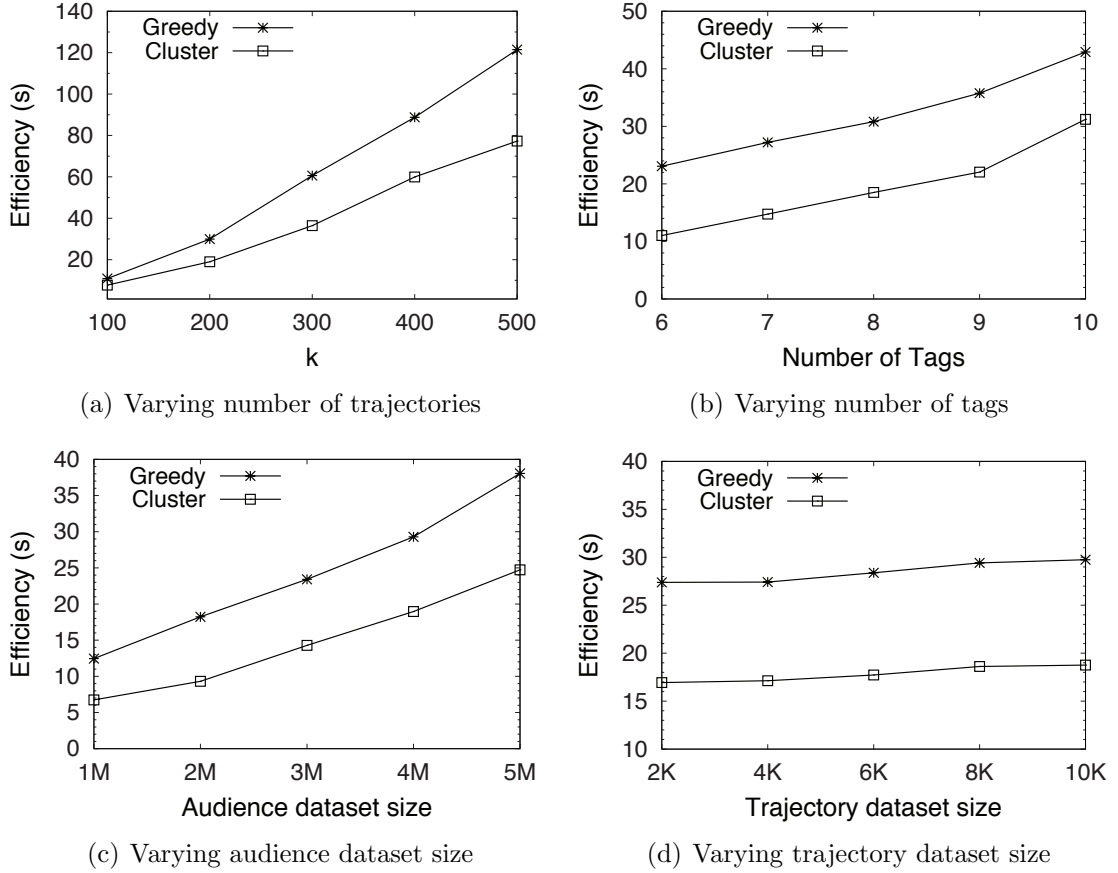 140
120
100
80
60
40
20
Efficiency (s)
Greedy
Cluster
100 200 300 400 500
k
(a) Varying number of trajectories
50
40
30
20
10
0
Efficiency (s)
Greedy
Cluster
6 7 8 9 10
Number of Tags
(b) Varying number of tags
40
35
30
25
20
15
10
5
0
Efficiency (s)
Greedy
Cluster
1M 2M 3M 4M 5M
Audience dataset size
(c) Varying audience dataset size
40
35
30
25
20
15
10
Efficiency (s)
Greedy
Cluster
2K 4K 6K 8K 10K
Trajectory dataset size
(d) Varying trajectory dataset size